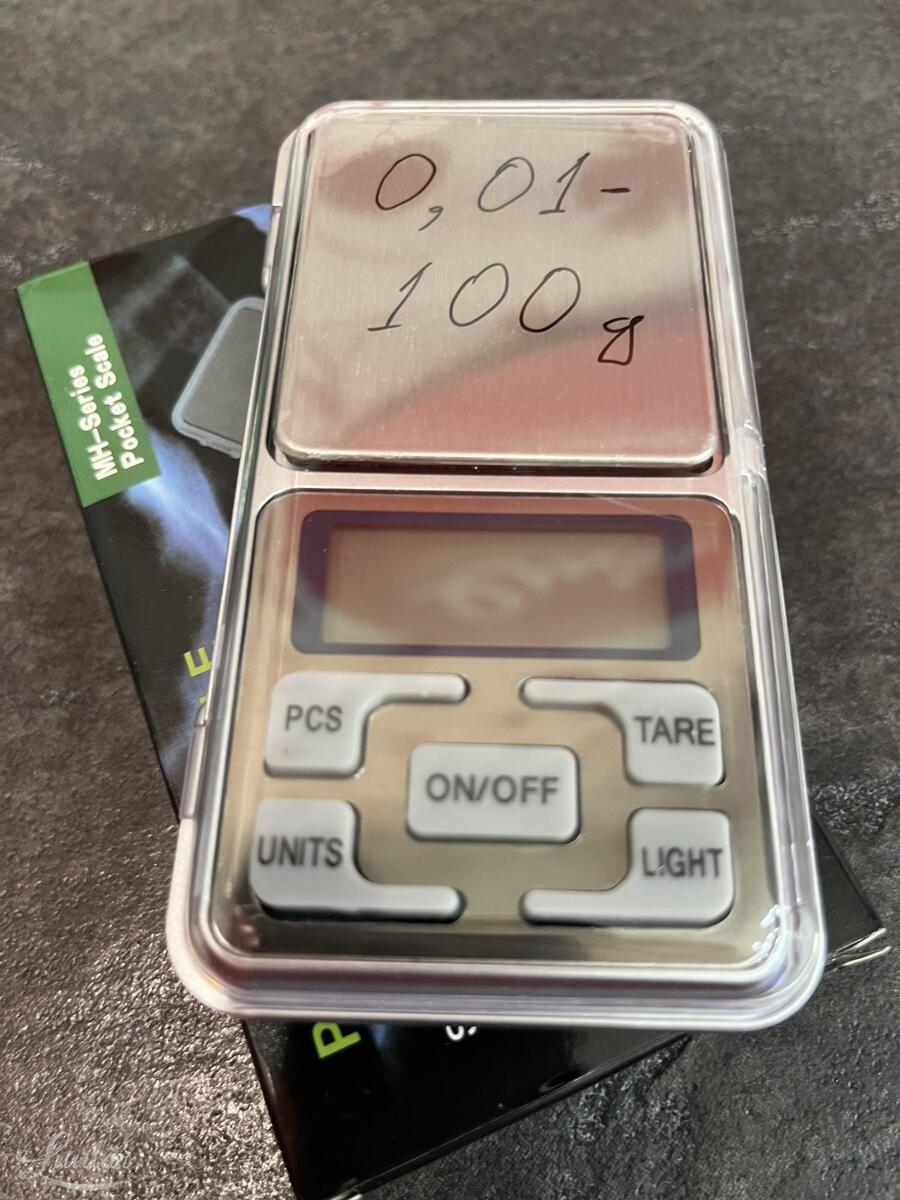 0,01-
100 g
MH-Series
Pocket Scale
PCS
TARE
ON/OFF
UNITS
LIGHT